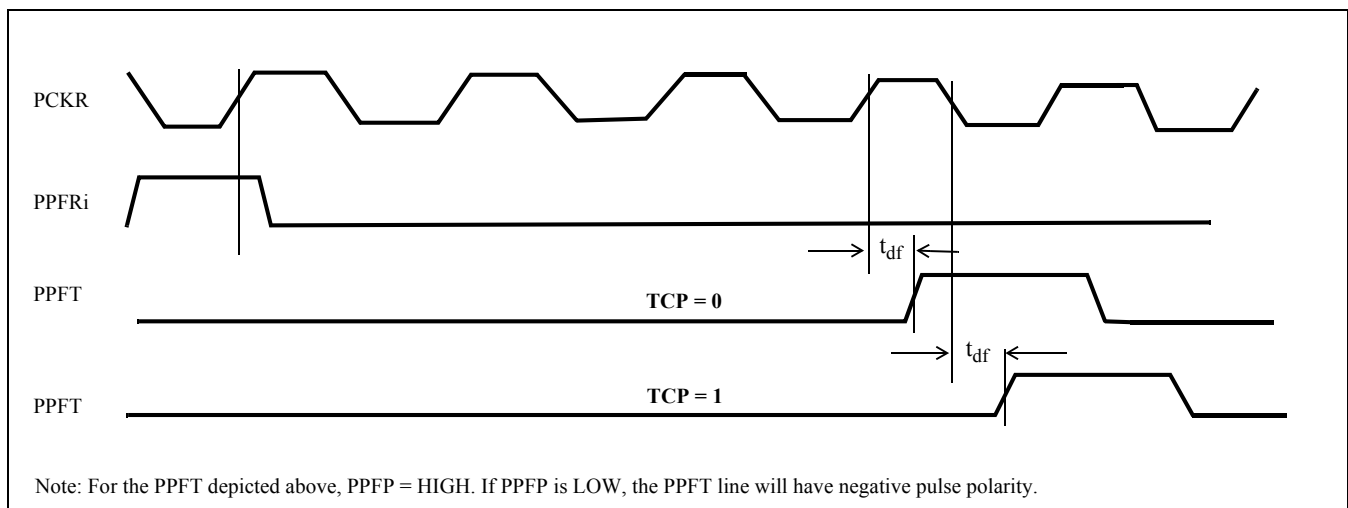 PCKR
PPFRi
tdf
PPFT
TCP = 0
tdf
PPFT
TCP = 1
Note: For the PPFT depicted above, PPFP = HIGH. If PPFP is LOW, the PPFT line will have negative pulse polarity.